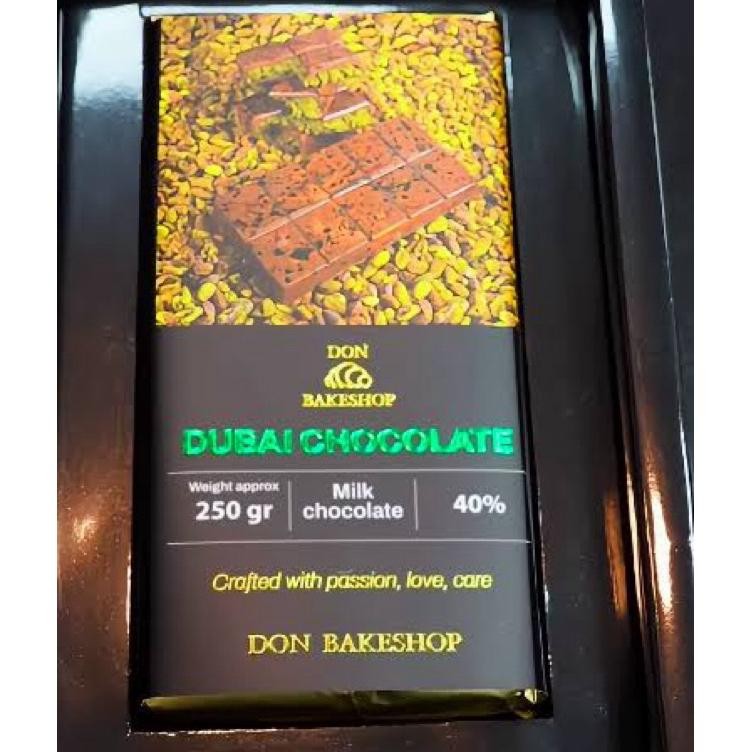 DON
BAKESHOP
DUBAI CHOCOLATE
Weight approx
250 gr
Milk
chocolate
40%
Crafted with passion, love, care
DON BAKESHOP